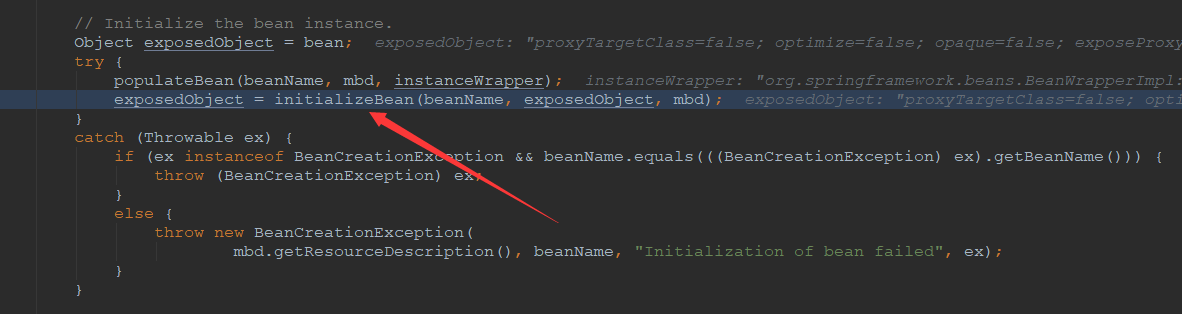 // Initialize the bean instance.
Object exposedObject = bean; exposedObject: "proxyTargetClass=false; optimize=false; opaque=false; exposeProxy
try {
populateBean(beanName, mbd, instanceWrapper); instanceWrapper: "org.springframework.beans.BeanWrapperImpl:
exposedObject = initializeBean(beanName, exposedObject, mbd); exposedObject: "proxyTargetClass=false; opti
}
catch (Throwable ex) {
if (ex instanceof BeanCreationException && beanName.equals(((BeanCreationException) ex).getBeanName())) {
throw (BeanCreationException) ex;
}
else {
throw new BeanCreationException(
mbd.getResourceDescription(), beanName, "Initialization of bean failed", ex);
}
}